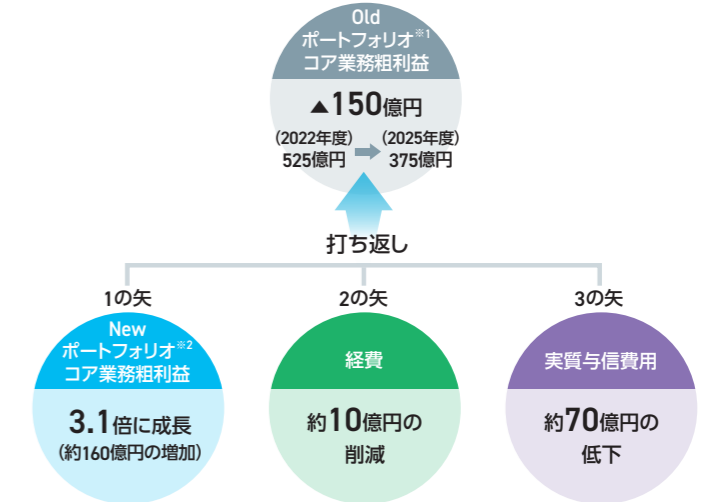 Old
ポートフォリオ※1
コア業務粗利益
▲150億円
(2022年度) (2025年度)
525億円 375億円
打ち返し
1の矢 2の矢 3の矢
New
ポートフォリオ※2
コア業務粗利益
3.1倍に成長
(約160億円の増加)
経費
約10億円の
削減
実質与信費用
約70億円の
低下